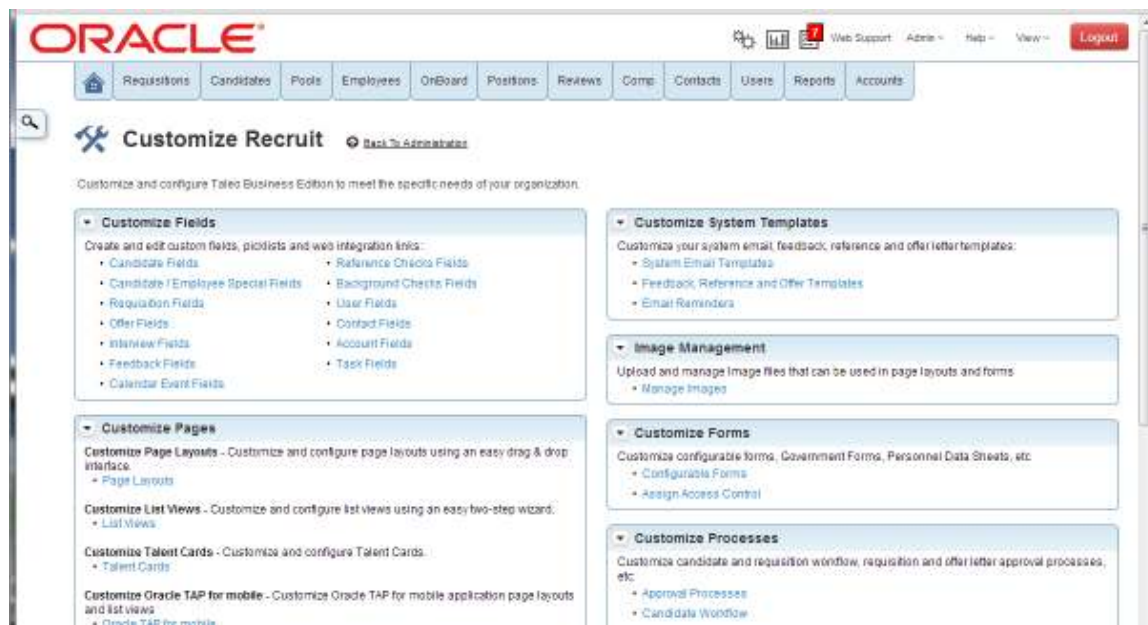 ORACLE
7
Web Support Admin Help View Logout
Requisitions Candidates Pools Employees OnBoard Positions Reviews Comp Contacts Users Reports Accounts
Customize Recruit Back To Administration
Customize and configure Taleo Business Edition to meet the specific needs of your organization.
Customize Fields
Create and edit custom fields, picklists and web integration links:
• Candidate Fields
• Candidate / Employee Special Fields
• Requisition Fields
• Offer Fields
• Interview Fields
• Feedback Fields
• Calendar Event Fields
• Reference Checks Fields
• Background Checks Fields
• User Fields
• Contact Fields
• Account Fields
• Task Fields
Customize Pages
Customize Page Layouts - Customize and configure page layouts using an easy drag & drop
interface.
• Page Layouts
Customize List Views - Customize and configure list views using an easy two-step wizard.
• List Views
Customize Talent Cards - Customize and configure Talent Cards.
• Talent Cards
Customize Oracle TAP for mobile - Customize Oracle TAP for mobile application page layouts
and list views
• Oracle TAP for mobile
Customize System Templates
Customize your system email, feedback, reference and offer letter templates:
• System Email Templates
• Feedback, Reference and Offer Templates
• Email Reminders
Image Management
Upload and manage Image files that can be used in page layouts and forms
• Manage Images
Customize Forms
Customize configurable forms, Government Forms, Personnel Data Sheets, etc
• Configurable Forms
• Assign Access Control
Customize Processes
Customize candidate and requisition workflow, requisition and offer letter approval processes,
etc
• Approval Processes
• Candidate Workflow